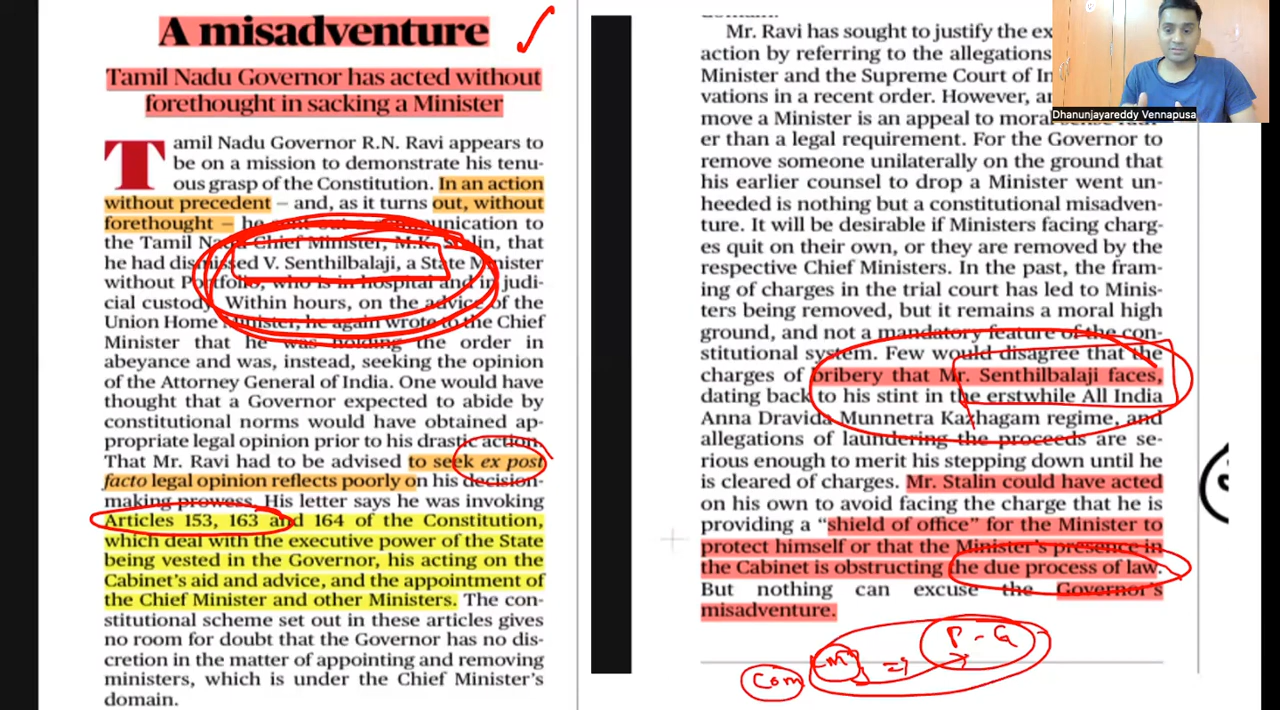 A misadventure
Tamil Nadu Governor has acted without
forethought in sacking a Minister
Tamil Nadu Governor R.N. Ravi appears to
be on a mission to demonstrate his tenu-
ous grasp of the Constitution. In an action
without precedent – and, as it turns out, without
forethought – he communication to
the Tamil Nadu Chief Minister, M.K. Stalin, that
he had dismissed V. Senthilbalaji, a State Minister
without Portfolio, who is in hospital and in judi-
cial custody. Within hours, on the advice of the
Union Home Minister, he again wrote to the Chief
Minister that he was holding the order in
abeyance and was, instead, seeking the opinion
of the Attorney General of India. One would have
thought that a Governor expected to abide by
constitutional norms would have obtained ap-
propriate legal opinion prior to his drastic action.
That Mr. Ravi had to be advised to seek ex post
facto legal opinion reflects poorly on his decision-
making prowess. His letter says he was invoking
Articles 153, 163 and 164 of the Constitution,
which deal with the executive power of the State
being vested in the Governor, his acting on the
Cabinet's aid and advice, and the appointment of
the Chief Minister and other Ministers. The con-
stitutional scheme set out in these articles gives
no room for doubt that the Governor has no dis-
cretion in the matter of appointing and removing
ministers, which is under the Chief Minister's
domain.
Mr. Ravi has sought to justify the ex
action by referring to the allegations
Minister and the Supreme Court of In
vations in a recent order. However, an
move a Minister is an appeal to moral
er than a legal requirement. For the Governor to
remove someone unilaterally on the ground that
his earlier counsel to drop a Minister went un-
heeded is nothing but a constitutional misadven-
ture. It will be desirable if Ministers facing charg-
es quit on their own, or they are removed by the
respective Chief Ministers. In the past, the fram-
ing of charges in the trial court has led to Minis-
ters being removed, but it remains a moral high
ground, and not a mandatory feature of the con-
stitutional system. Few would disagree that the
charges of bribery that Mr. Senthilbalaji faces,
dating back to his stint in the erstwhile All India
Anna Dravida Munnetra Kazhagam regime, and
allegations of laundering the proceeds are se-
rious enough to merit his stepping down until he
is cleared of charges. Mr. Stalin could have acted
on his own to avoid facing the charge that he is
providing a "shield of office" for the Minister to
protect himself or that the Minister's presence in
the Cabinet is obstructing the due process of law.
But nothing can excuse the Governor's
misadventure.
Dhanunjayareddy Vennapusa
P - G
Com